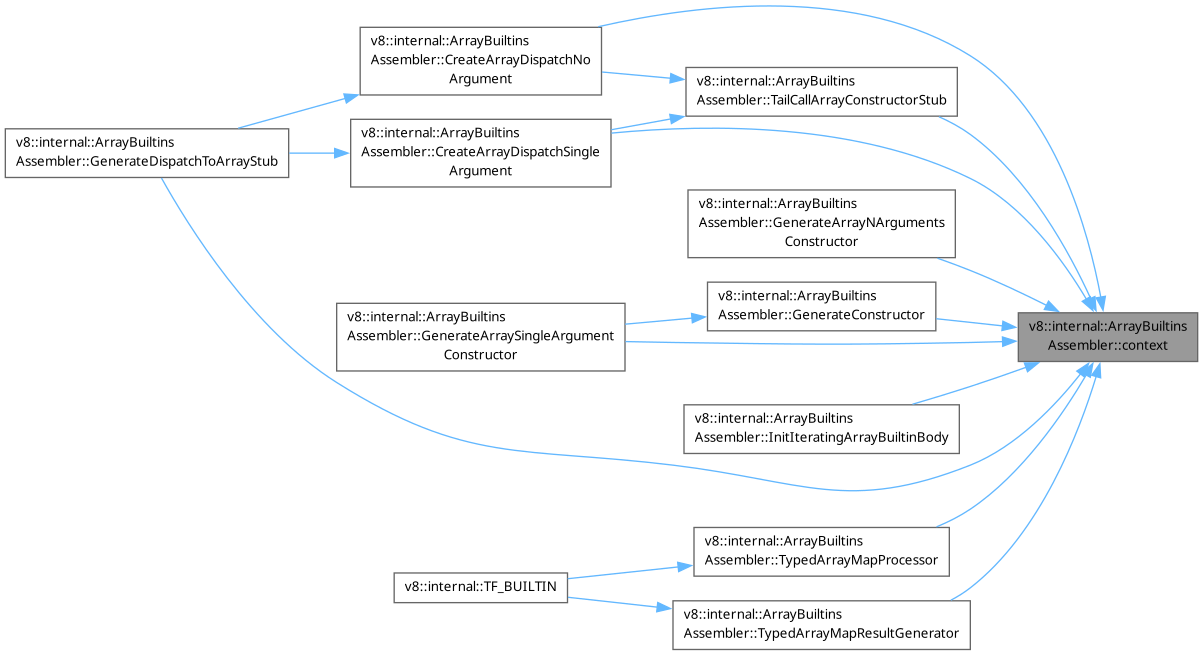 v8::internal::ArrayBuiltins
Assembler::CreateArrayDispatchNo
Argument
v8::internal::ArrayBuiltins
Assembler::TailCallArrayConstructorStub
v8::internal::ArrayBuiltins
Assembler::GenerateDispatchToArrayStub
v8::internal::ArrayBuiltins
Assembler::CreateArrayDispatchSingle
Argument
v8::internal::ArrayBuiltins
Assembler::GenerateArrayNArguments
Constructor
v8::internal::ArrayBuiltins
Assembler::GenerateConstructor
v8::internal::ArrayBuiltins
Assembler::GenerateArraySingleArgument
Constructor
v8::internal::ArrayBuiltins
Assembler::context
v8::internal::ArrayBuiltins
Assembler::InitIteratingArrayBuiltinBody
v8::internal::ArrayBuiltins
Assembler::TypedArrayMapProcessor
v8::internal::TF_BUILTIN
v8::internal::ArrayBuiltins
Assembler::TypedArrayMapResultGenerator